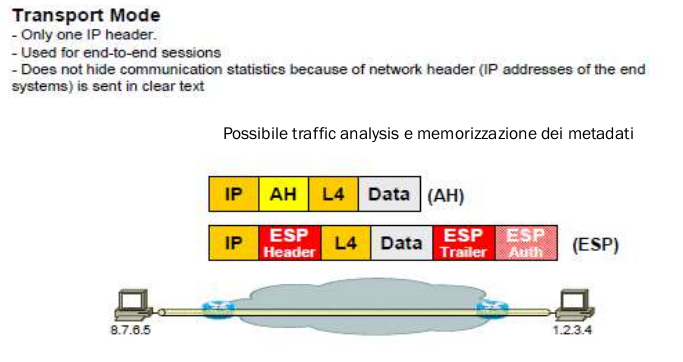 Transport Mode
- Only one IP header.
- Used for end-to-end sessions
- Does not hide communication statistics because of network header (IP addresses of the end
systems) is sent in clear text
Possibile traffic analysis e memorizzazione dei metadati
IP AH L4 Data (AH)
IP ESP Header L4 Data ESP Trailer ESP Auth (ESP)
8.7.6.5 1.2.3.4